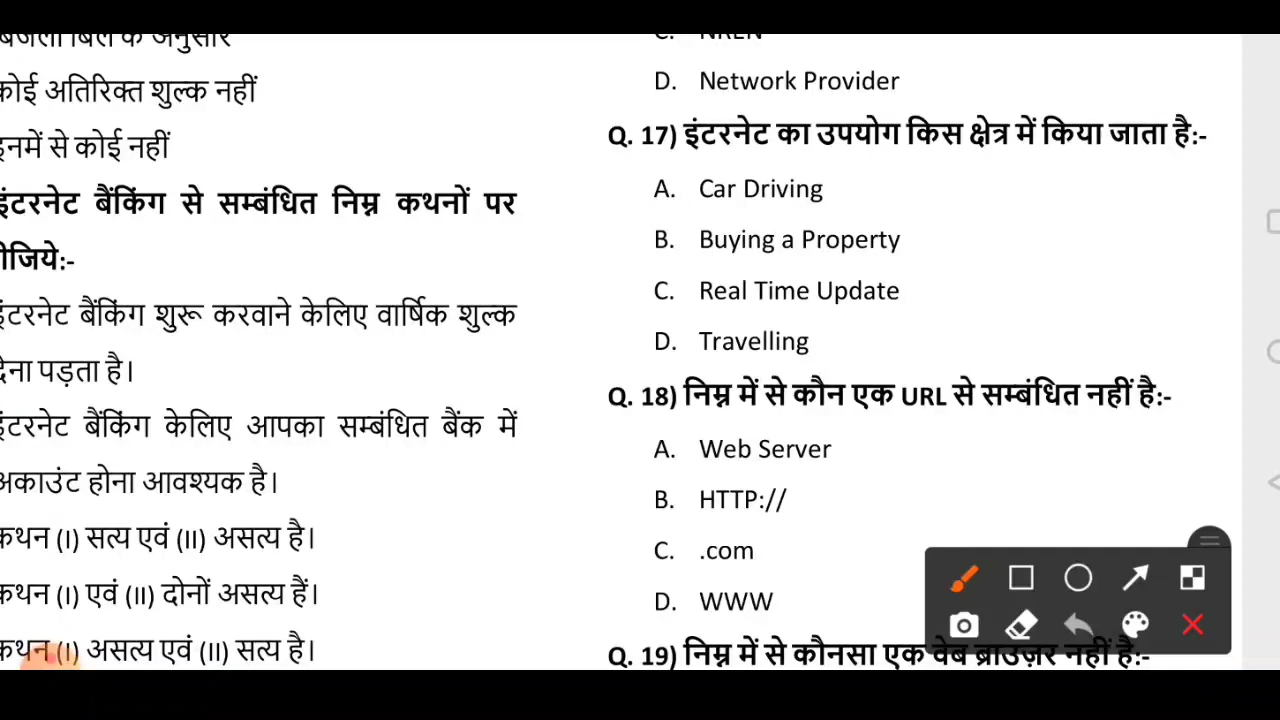 बिजली बिल के अनुसार
कोई अतिरिक्त शुल्क नहीं
इनमें से कोई नहीं
इंटरनेट बैंकिंग से सम्बंधित निम्न कथनों पर
इंटरनेट बैंकिंग शुरू करवाने केलिए वार्षिक शुल्क
देना पड़ता है।
इंटरनेट बैंकिंग केलिए आपका सम्बंधित बैंक में
अकाउंट होना आवश्यक है।
कथन (I) सत्य एवं (II) असत्य है।
कथन (I) एवं (II) दोनों असत्य हैं।
कथन (I) असत्य एवं (II) सत्य है।
C. NREN
D. Network Provider
Q. 17) इंटरनेट का उपयोग किस क्षेत्र में किया जाता है:-
A. Car Driving
B. Buying a Property
C. Real Time Update
D. Travelling
Q. 18) निम्न में से कौन एक URL से सम्बंधित नहीं है:-
A. Web Server
B. HTTP://
C. .com
D. WWW
Q. 19) निम्न में से कौनसा एक वेब ब्राउज़र नहीं है:-